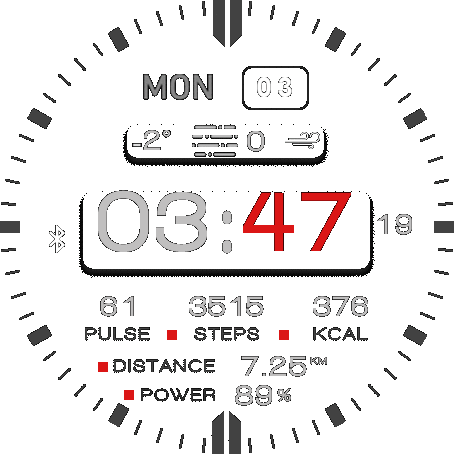 MON 03
-2° 0
03:47 19
61 3515 376
PULSE STEPS KCAL
DISTANCE 7.25 KM
POWER 89%